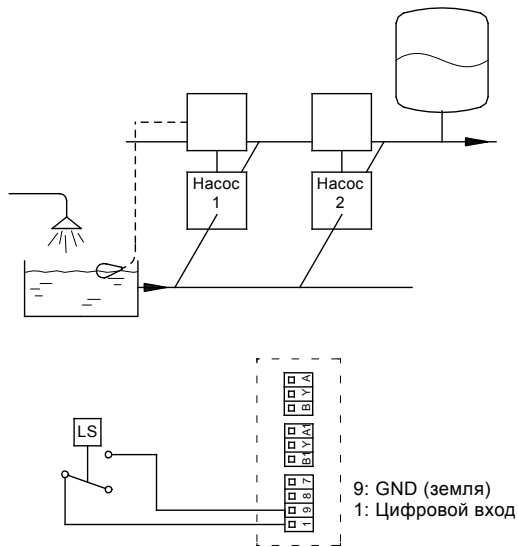 Насос
1
Насос
2
A
Y
B
A1
Y
B1
LS
7
8
9
1
9: GND (земля)
1: Цифровой вход